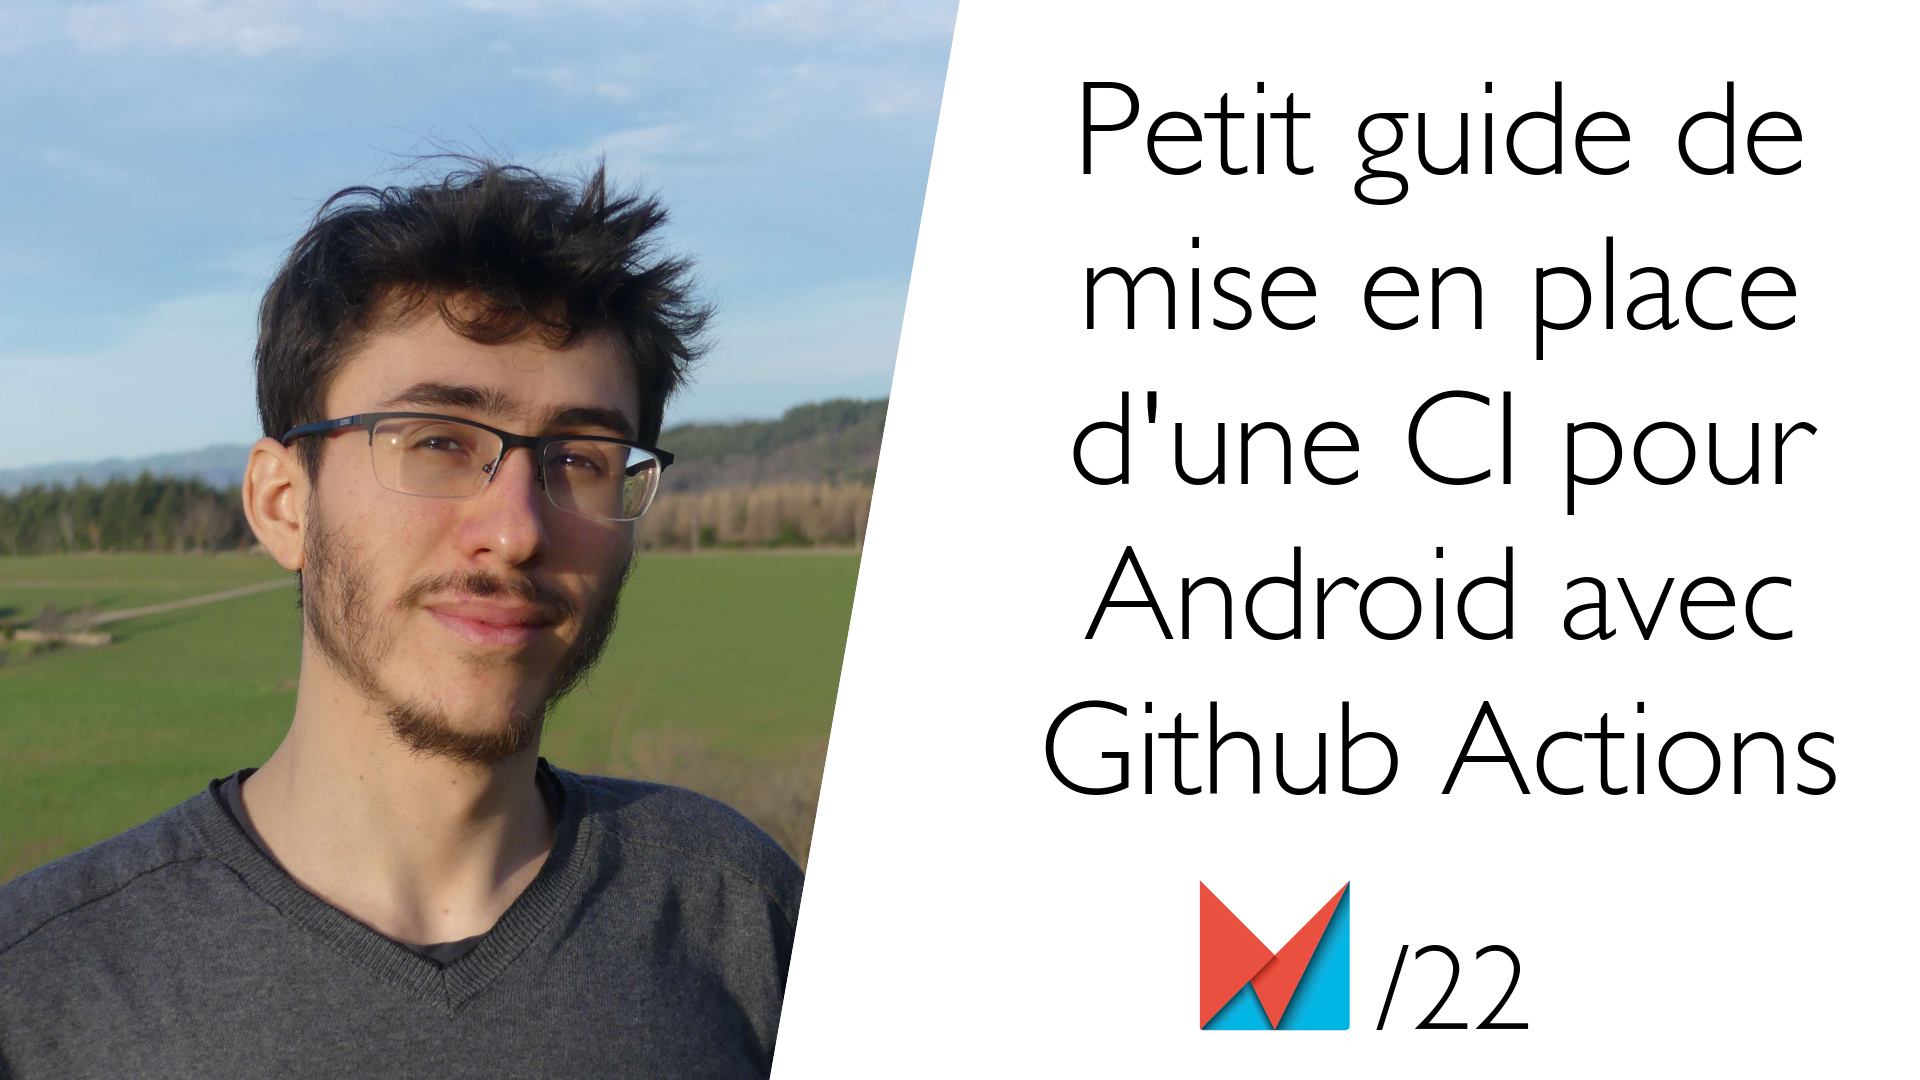 Petit guide de
mise en place
d'une CI pour
Android avec
Github Actions
/22